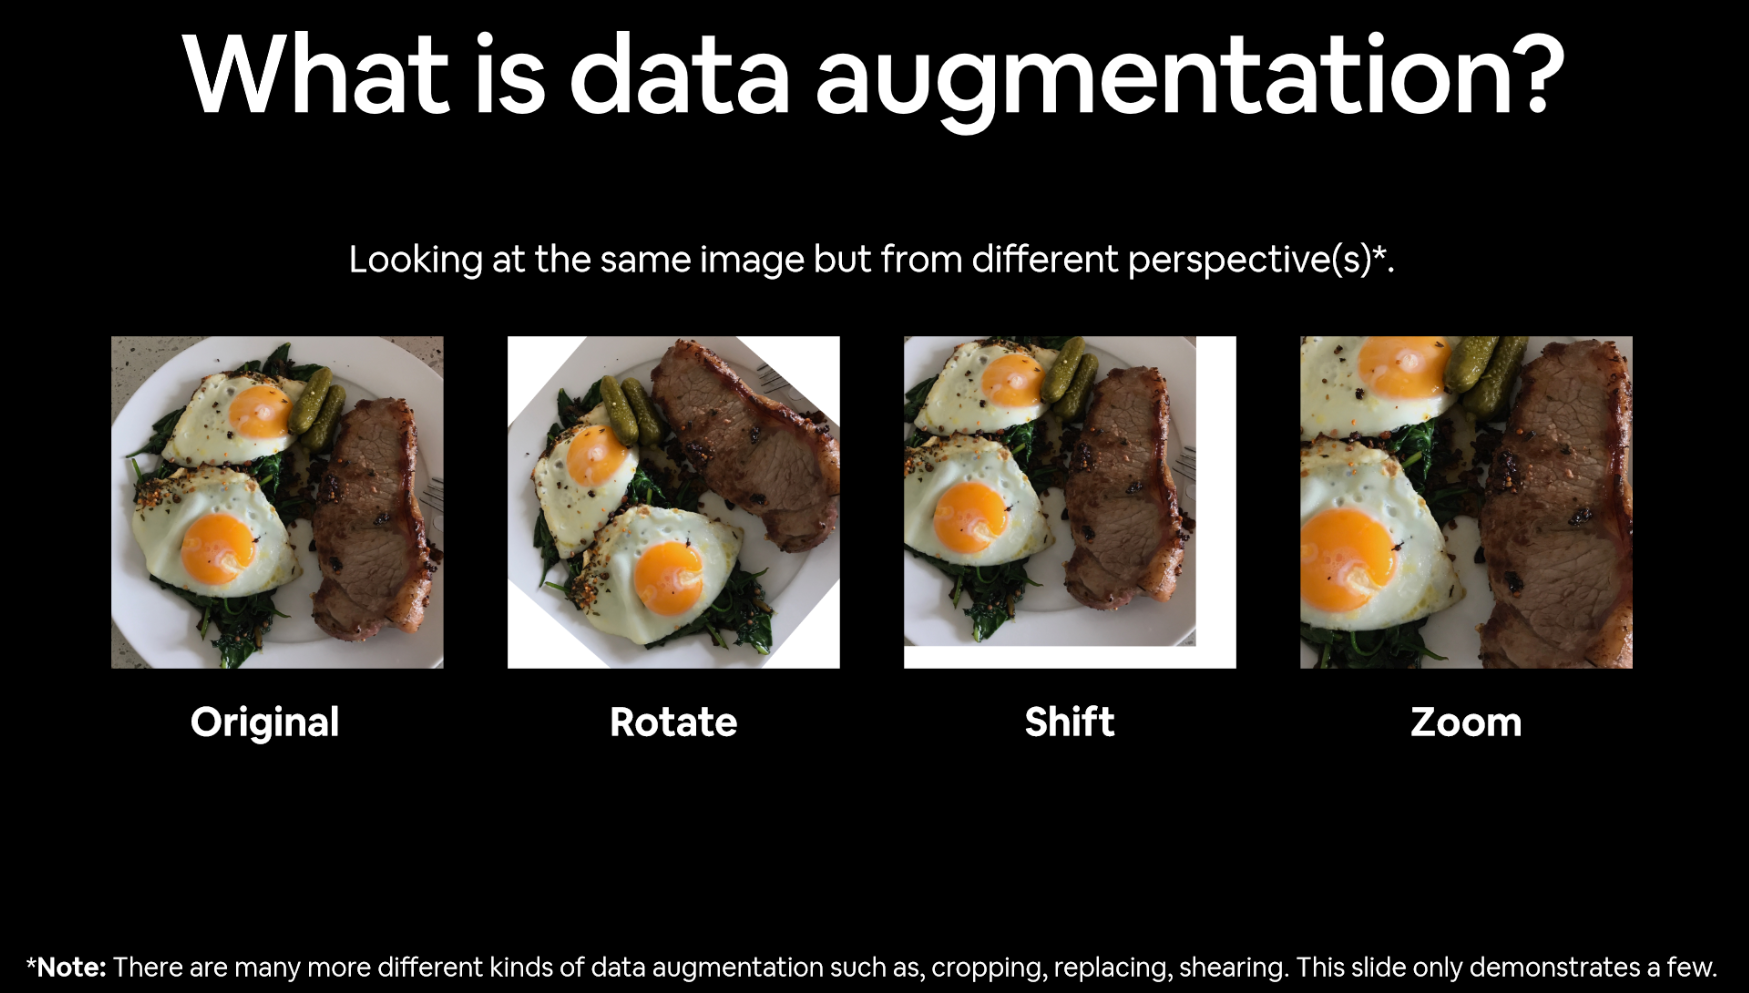 What is data augmentation?
Looking at the same image but from different perspective(s)*.
Original
Rotate
Shift
Zoom
*Note: There are many more different kinds of data augmentation such as, cropping, replacing, shearing. This slide only demonstrates a few.